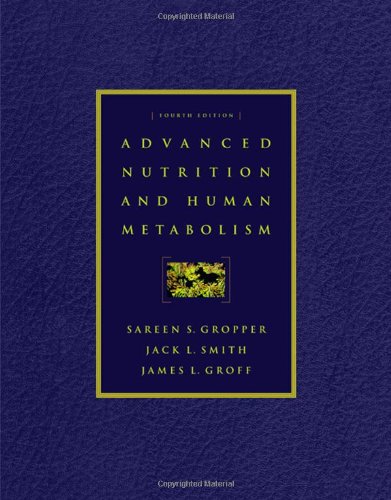 Copyrighted Material
[ FOURTH EDITION ]
ADVANCED
NUTRITION
AND HUMAN
METABOLISM
SAREEN S. GROPPER
JACK L. SMITH
JAMES L. GROFF
Copyrighted Material